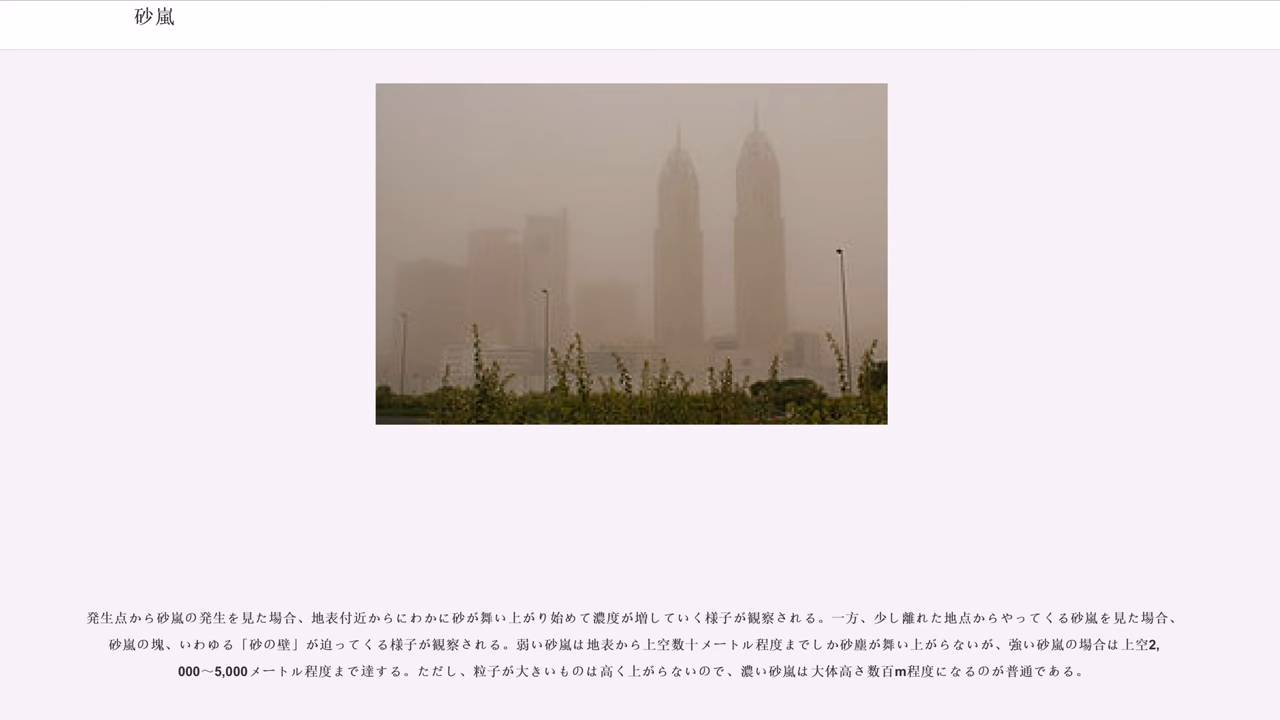 砂嵐
発生点から砂嵐の発生を見た場合、地表付近からにわかに砂が舞い上がり始めて濃度が増していく様子が観察される。一方、少し離れた地点からやってくる砂嵐を見た場合、
砂嵐の塊、いわゆる「砂の壁」が迫ってくる様子が観察される。弱い砂嵐は地表から上空数十メートル程度までしか砂塵が舞い上がらないが、強い砂嵐の場合は上空2,
000〜5,000メートル程度まで達する。ただし、粒子が大きいものは高く上がらないので、濃い砂嵐は大体高さ数百m程度になるのが普通である。